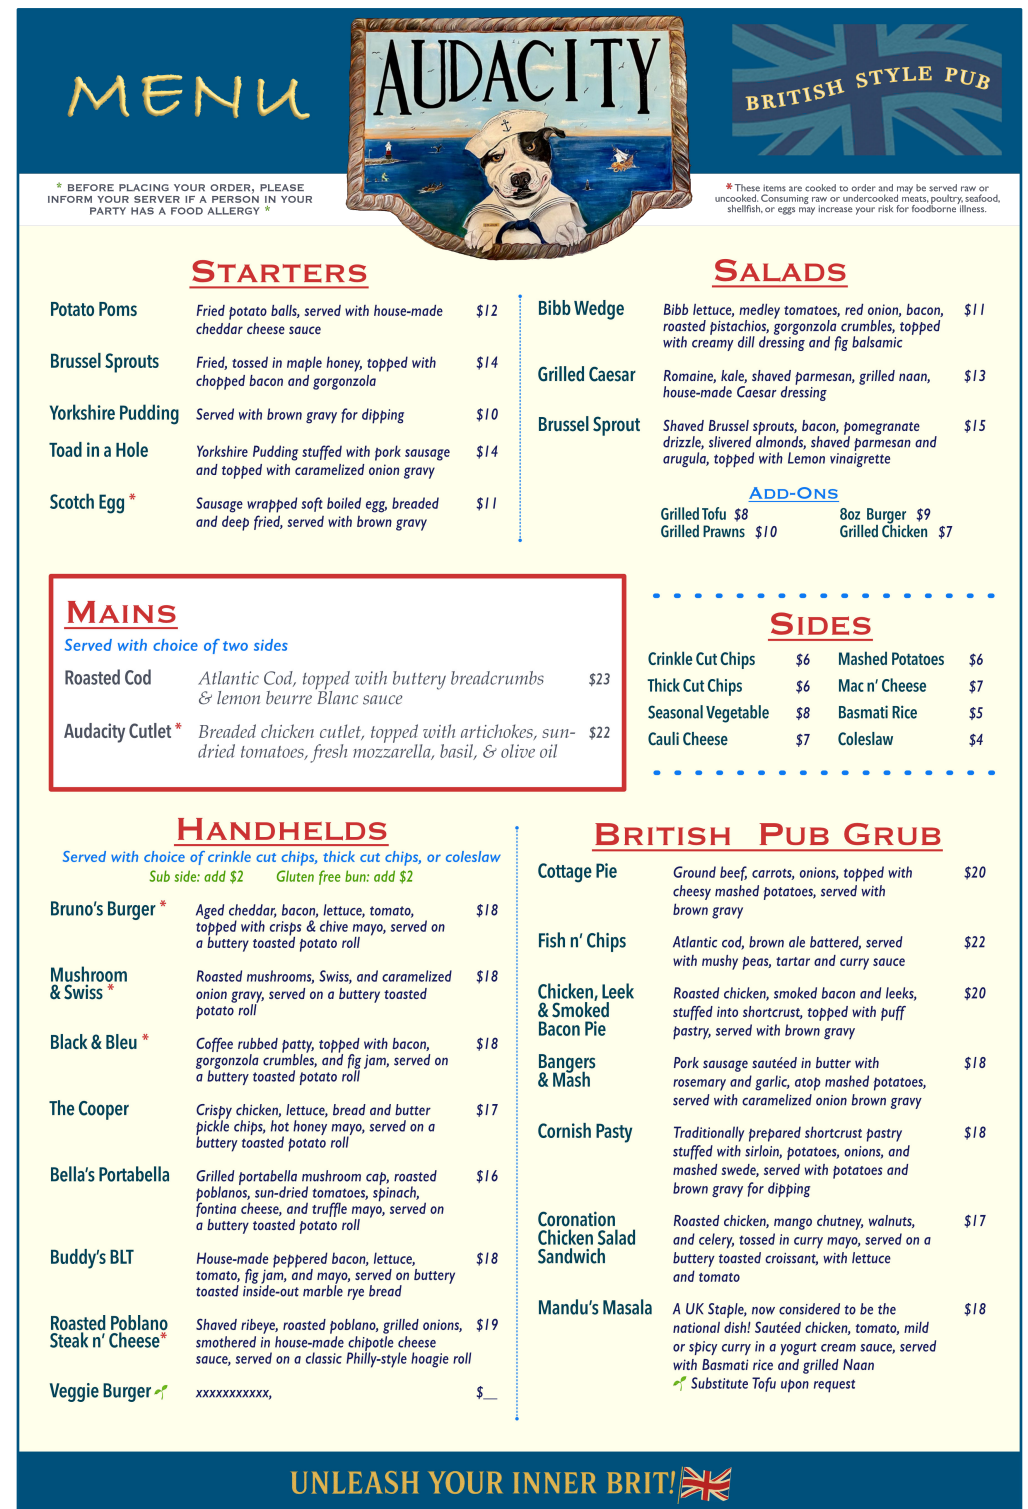 MENU
AUDACITY
BRITISH STYLE PUB
* BEFORE PLACING YOUR ORDER, PLEASE
INFORM YOUR SERVER IF A PERSON IN YOUR
PARTY HAS A FOOD ALLERGY *
* These items are cooked to order and may be served raw or
uncooked. Consuming raw or undercooked meats, poultry, seafood,
shellfish, or eggs may increase your risk for foodborne illness.
STARTERS
Potato Poms Fried potato balls, served with house-made $12
cheddar cheese sauce
Brussel Sprouts Fried, tossed in maple honey, topped with $14
chopped bacon and gorgonzola
Yorkshire Pudding Served with brown gravy for dipping $10
Toad in a Hole Yorkshire Pudding stuffed with pork sausage $14
and topped with caramelized onion gravy
Scotch Egg * Sausage wrapped soft boiled egg, breaded $11
and deep fried, served with brown gravy
SALADS
Bibb Wedge Bibb lettuce, medley tomatoes, red onion, bacon, $11
roasted pistachios, gorgonzola crumbles, topped
with creamy dill dressing and fig balsamic
Grilled Caesar Romaine, kale, shaved parmesan, grilled naan, $13
house-made Caesar dressing
Brussel Sprout Shaved Brussel sprouts, bacon, pomegranate $15
drizzle, slivered almonds, shaved parmesan and
arugula, topped with Lemon vinaigrette
ADD-ONS
Grilled Tofu $8 8oz Burger $9
Grilled Prawns $10 Grilled Chicken $7
MAINS
Served with choice of two sides
Roasted Cod Atlantic Cod, topped with buttery breadcrumbs $23
& lemon beurre Blanc sauce
Audacity Cutlet * Breaded chicken cutlet, topped with artichokes, sun- $22
dried tomatoes, fresh mozzarella, basil, & olive oil
SIDES
Crinkle Cut Chips $6 Mashed Potatoes $6
Thick Cut Chips $6 Mac n' Cheese $7
Seasonal Vegetable $8 Basmati Rice $5
Cauli Cheese $7 Coleslaw $4
HANDHELDS
Served with choice of crinkle cut chips, thick cut chips, or coleslaw
Sub side: add $2 Gluten free bun: add $2
Bruno's Burger * Aged cheddar, bacon, lettuce, tomato, $18
topped with crisps & chive mayo, served on
a buttery toasted potato roll
Mushroom Roasted mushrooms, Swiss, and caramelized $18
& Swiss * onion gravy, served on a buttery toasted
potato roll
Black & Bleu * Coffee rubbed patty, topped with bacon, $18
gorgonzola crumbles, and fig jam, served on
a buttery toasted potato roll
The Cooper Crispy chicken, lettuce, bread and butter $17
pickle chips, hot honey mayo, served on a
buttery toasted potato roll
Bella's Portabella Grilled portabella mushroom cap, roasted $16
poblanos, sun-dried tomatoes, spinach,
fontina cheese, and truffle mayo, served on
a buttery toasted potato roll
Buddy's BLT House-made peppered bacon, lettuce, $18
tomato, fig jam, and mayo, served on buttery
toasted inside-out marble rye bread
Roasted Poblano Shaved ribeye, roasted poblano, grilled onions, $19
Steak n' Cheese* smothered in house-made chipotle cheese
sauce, served on a classic Philly-style hoagie roll
Veggie Burger xxxxxxxxxxx, $__
BRITISH PUB GRUB
Cottage Pie Ground beef, carrots, onions, topped with $20
cheesy mashed potatoes, served with
brown gravy
Fish n' Chips Atlantic cod, brown ale battered, served $22
with mushy peas, tartar and curry sauce
Chicken, Leek Roasted chicken, smoked bacon and leeks, $20
& Smoked stuffed into shortcrust, topped with puff
Bacon Pie pastry, served with brown gravy
Bangers Pork sausage sautéed in butter with $18
& Mash rosemary and garlic, atop mashed potatoes,
served with caramelized onion brown gravy
Cornish Pasty Traditionally prepared shortcrust pastry $18
stuffed with sirloin, potatoes, onions, and
mashed swede, served with potatoes and
brown gravy for dipping
Coronation Roasted chicken, mango chutney, walnuts, $17
Chicken Salad and celery, tossed in curry mayo, served on a
Sandwich buttery toasted croissant, with lettuce
and tomato
Mandu's Masala A UK Staple, now considered to be the $18
national dish! Sautéed chicken, tomato, mild
or spicy curry in a yogurt cream sauce, served
with Basmati rice and grilled Naan
Substitute Tofu upon request
UNLEASH YOUR INNER BRIT!